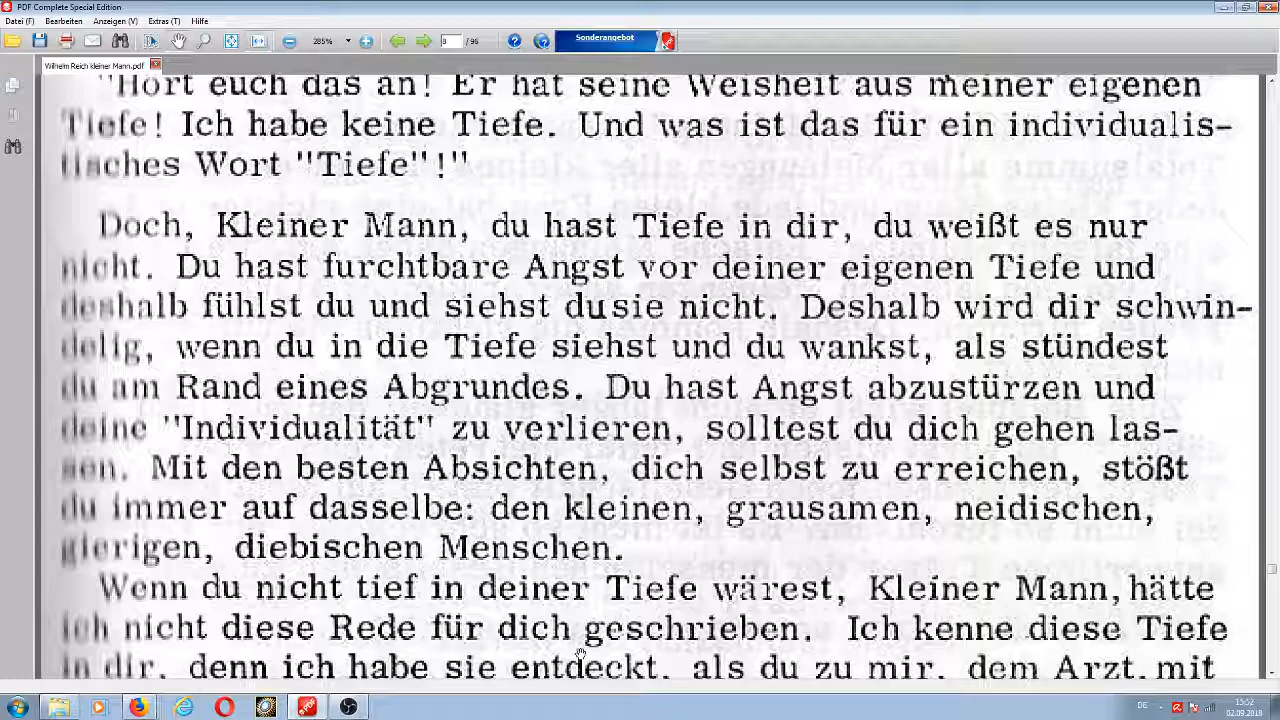 PDF Complete Special Edition
Datei (F) Bearbeiten Anzeigen (V) Extras (T) Hilfe
285% 8 / 96 Sonderangebot
Wilhelm Reich kleiner Mann.pdf
"Hört euch das an! Er hat seine Weisheit aus meiner eigenen
Tiefe! Ich habe keine Tiefe. Und was ist das für ein individualis-
tisches Wort "Tiefe"!"
Doch, Kleiner Mann, du hast Tiefe in dir, du weißt es nur
nicht. Du hast furchtbare Angst vor deiner eigenen Tiefe und
deshalb fühlst du und siehst du sie nicht. Deshalb wird dir schwin-
delig, wenn du in die Tiefe siehst und du wankst, als stündest
du am Rand eines Abgrundes. Du hast Angst abzustürzen und
deine "Individualität" zu verlieren, solltest du dich gehen las-
sen. Mit den besten Absichten, dich selbst zu erreichen, stößt
du immer auf dasselbe: den kleinen, grausamen, neidischen,
gierigen, diebischen Menschen.
Wenn du nicht tief in deiner Tiefe wärest, Kleiner Mann, hätte
ich nicht diese Rede für dich geschrieben. Ich kenne diese Tiefe
in dir, denn ich habe sie entdeckt, als du zu mir, dem Arzt, mit
DE 15:52
02.09.2018